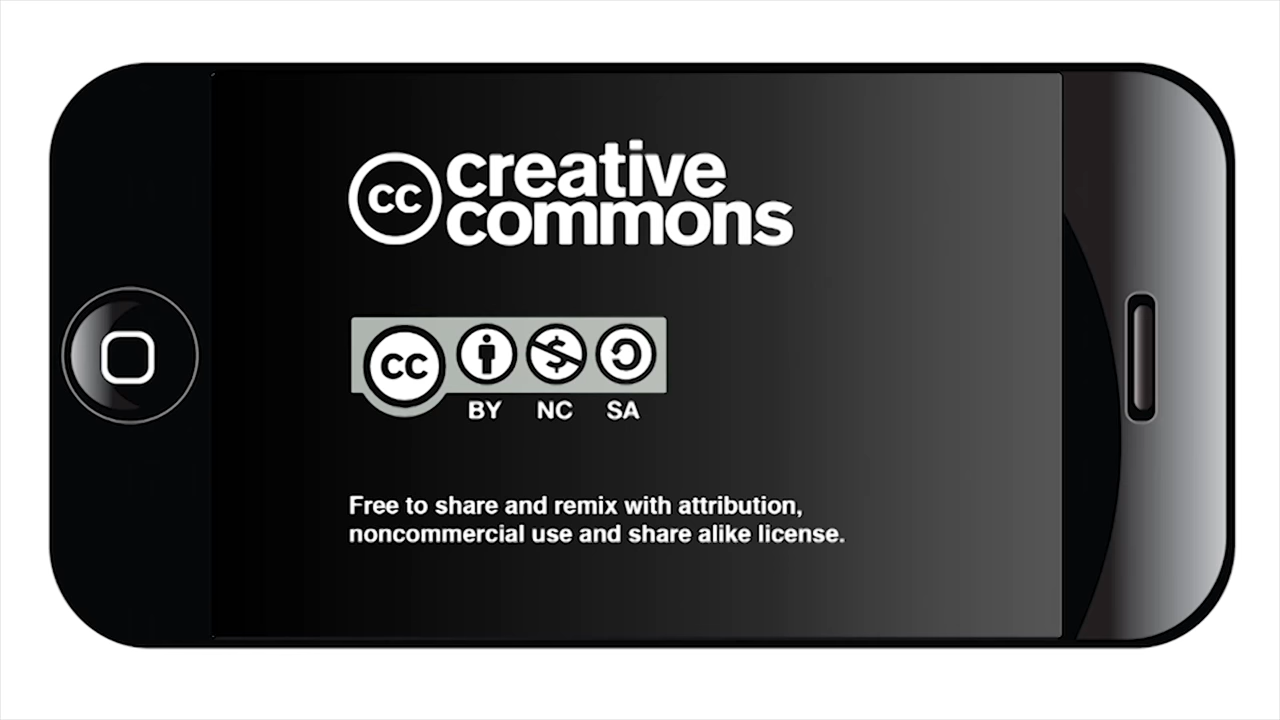 cc creative
commons
cc
BY NC SA
Free to share and remix with attribution,
noncommercial use and share alike license.